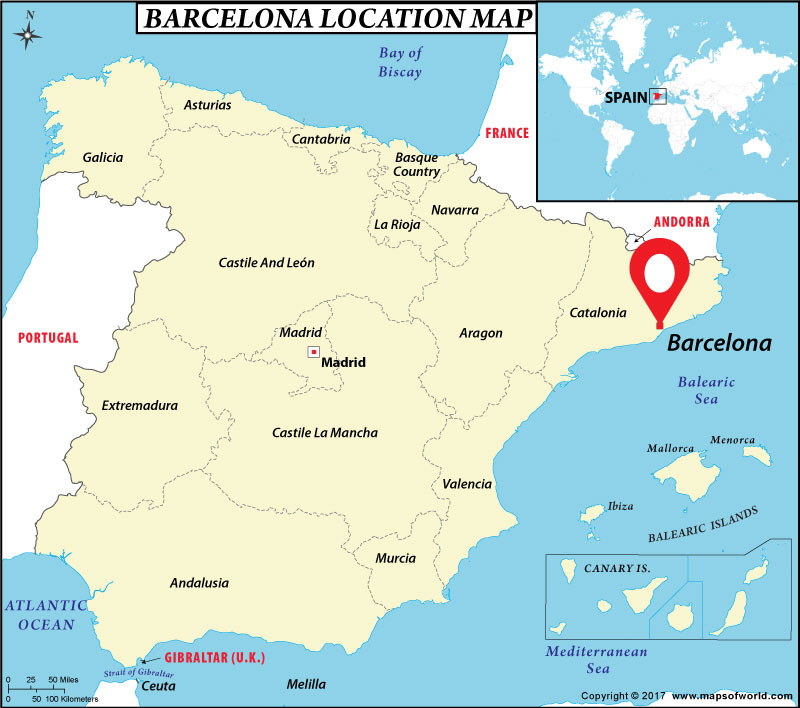 BARCELONA LOCATION MAP
N
Bay of
Biscay
SPAIN
FRANCE
Asturias
Cantabria
Basque
Country
Galicia
Navarra
La Rioja
ANDORRA
Castile And León
Catalonia
Madrid
Aragon
PORTUGAL
Madrid
Barcelona
Balearic
Sea
Extremadura
Castile La Mancha
Mallorca
Menorca
Valencia
Ibiza
BALEARIC ISLANDS
Murcia
CANARY IS.
Andalusia
ATLANTIC
OCEAN
Mediterranean
Sea
GIBRALTAR (U.K.)
Strait of Gibraltar
Ceuta
Melilla
0 25 50 Miles
0 50 100 Kilometers
Copyright © 2017 www.mapsofworld.com